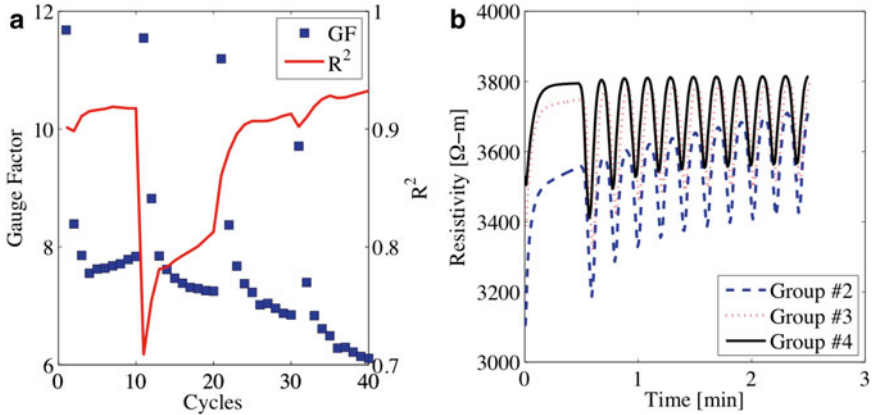 a
12
10
8
6
Gauge Factor
0
10
20
30
40
Cycles
1
0.9
0.8
0.7
R²
GF
R²
b
4000
3800
3600
3400
3200
3000
Resistivity [Ω−m]
0
1
2
3
Time [min]
Group #2
Group #3
Group #4